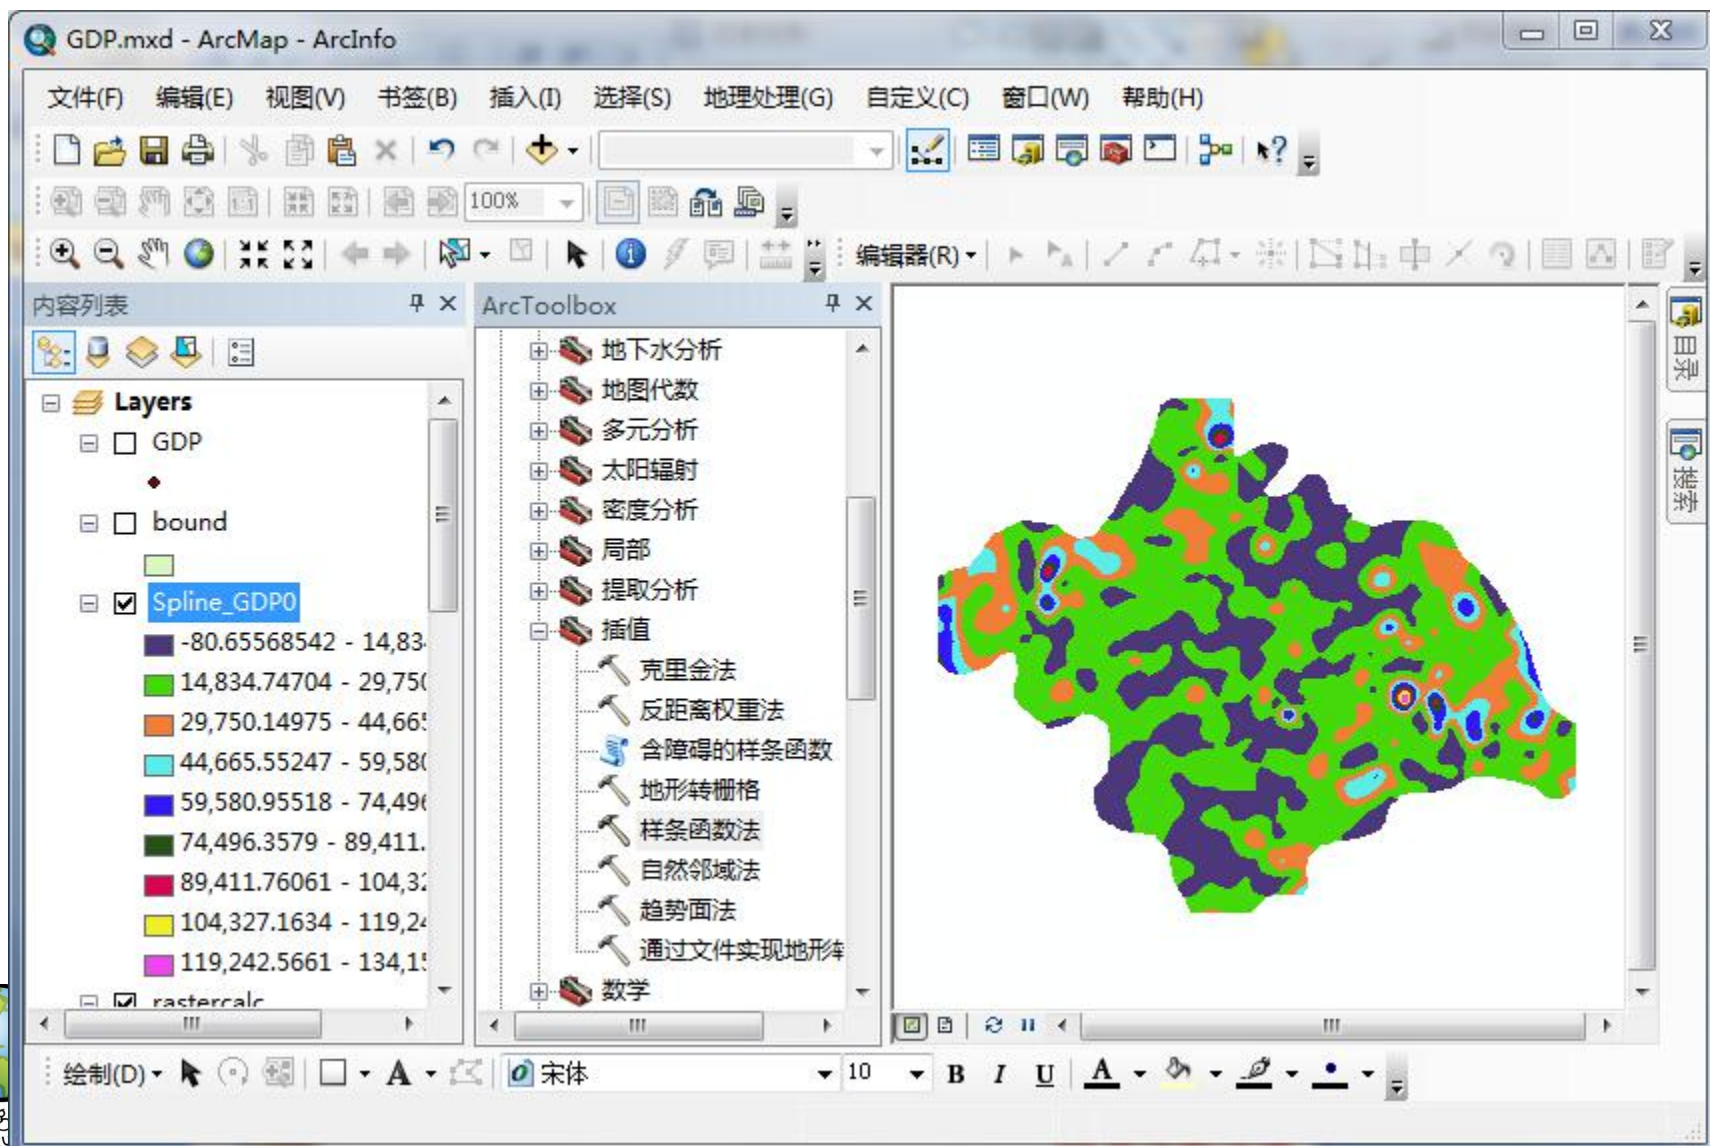 GDP.mxd - ArcMap - ArcInfo
文件(F) 编辑(E) 视图(V) 书签(B) 插入(I) 选择(S) 地理处理(G) 自定义(C) 窗口(W) 帮助(H)
100%
编辑器(R)
内容列表
Layers
GDP
bound
Spline_GDP0
-80.65568542 - 14,83
14,834.74704 - 29,750
29,750.14975 - 44,665
44,665.55247 - 59,580
59,580.95518 - 74,496
74,496.3579 - 89,411.
89,411.76061 - 104,32
104,327.1634 - 119,24
119,242.5661 - 134,15
rastercalc
ArcToolbox
地下水分析
地图代数
多元分析
太阳辐射
密度分析
局部
提取分析
插值
克里金法
反距离权重法
含障碍的样条函数
地形转栅格
样条函数法
自然邻域法
趋势面法
通过文件实现地形转
数学
目录
搜索
绘制(D) A 宋体 10 B I U A